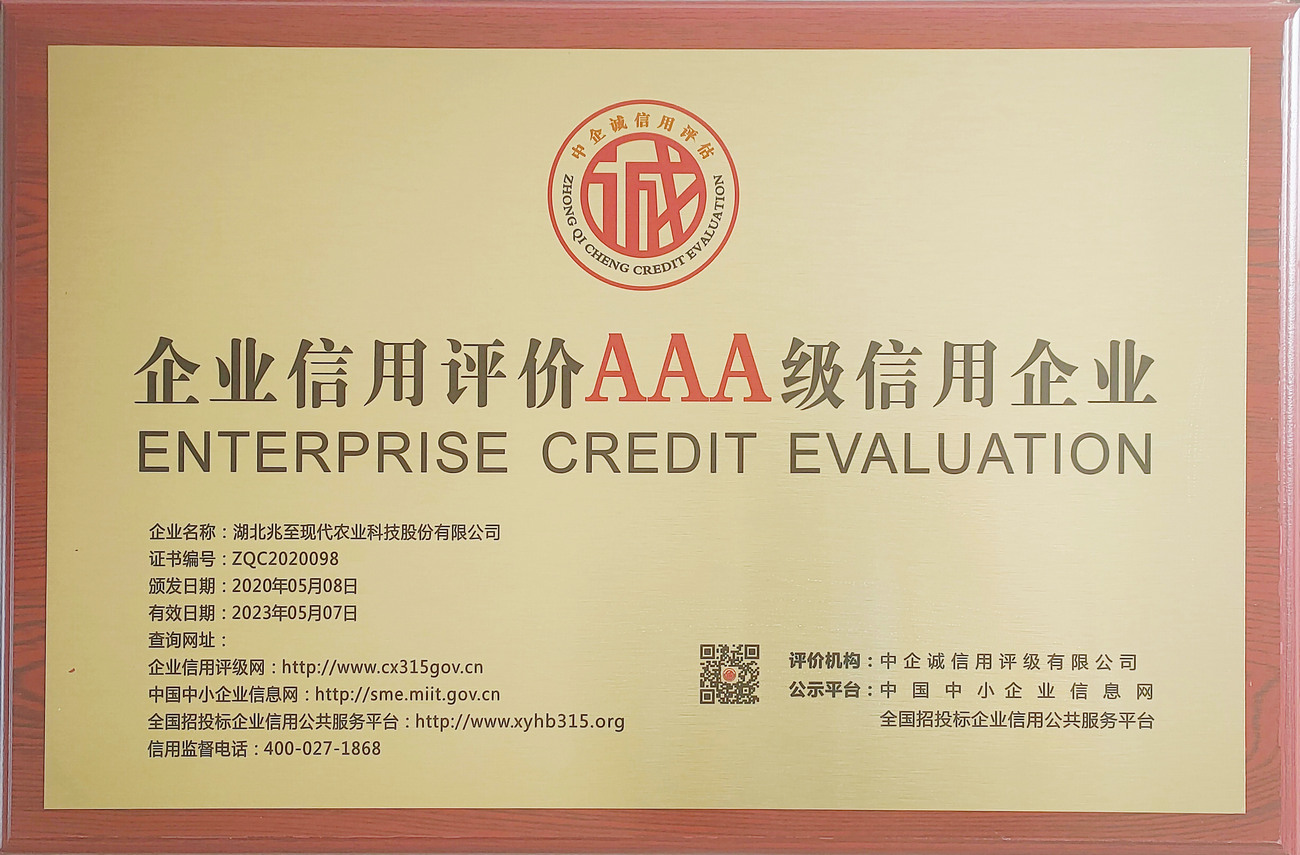 中企诚信用评估
诚
ZHONG QI CHENG CREDIT EVALUATION
企业信用评价AAA级信用企业
ENTERPRISE CREDIT EVALUATION
企业名称：湖北兆至现代农业科技股份有限公司
证书编号：ZQC2020098
颁发日期：2020年05月08日
有效日期：2023年05月07日
查询网址：
企业信用评级网：http://www.cx315gov.cn
中国中小企业信息网：http://sme.miit.gov.cn
全国招投标企业信用公共服务平台：http://www.xyhb315.org
信用监督电话：400-027-1868
评价机构：中企诚信用评级有限公司
公示平台：中国中小企业信息网
全国招投标企业信用公共服务平台